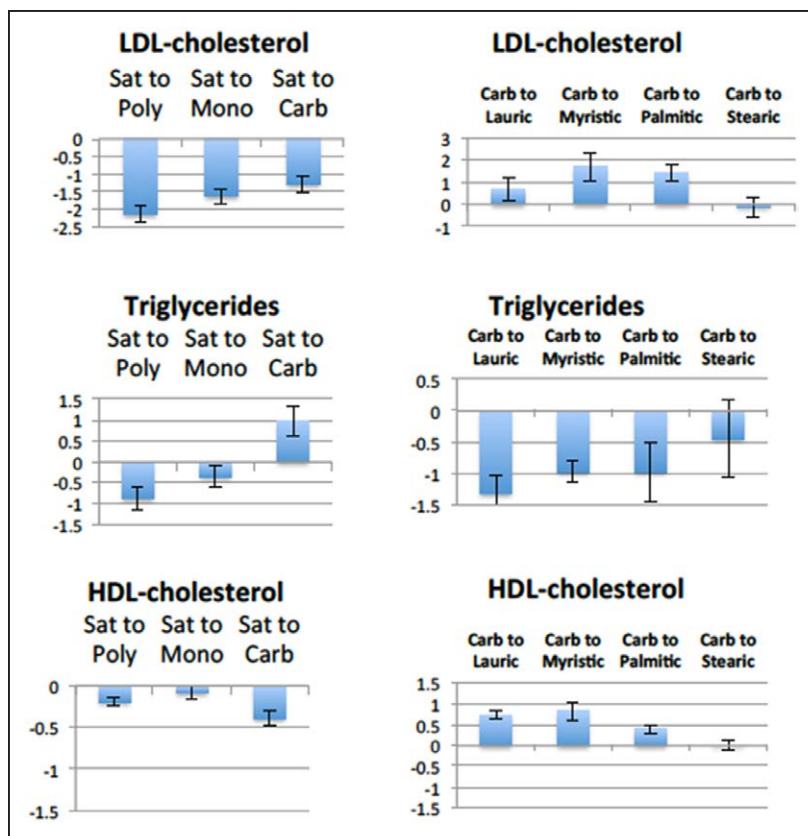 LDL-cholesterol
Sat to Sat to Sat to
Poly Mono Carb
0
-0.5
-1
-1.5
-2
-2.5
LDL-cholesterol
Carb to Carb to Carb to Carb to
Lauric Myristic Palmitic Stearic
3
2
1
0
-1
Triglycerides
Sat to Sat to Sat to
Poly Mono Carb
1.5
1
0.5
0
-0.5
-1
-1.5
Triglycerides
Carb to Carb to Carb to Carb to
Lauric Myristic Palmitic Stearic
0.5
0
-0.5
-1
-1.5
HDL-cholesterol
Sat to Sat to Sat to
Poly Mono Carb
0
-0.5
-1
-1.5
HDL-cholesterol
Carb to Carb to Carb to Carb to
Lauric Myristic Palmitic Stearic
1.5
1
0.5
0
-0.5
-1
-1.5